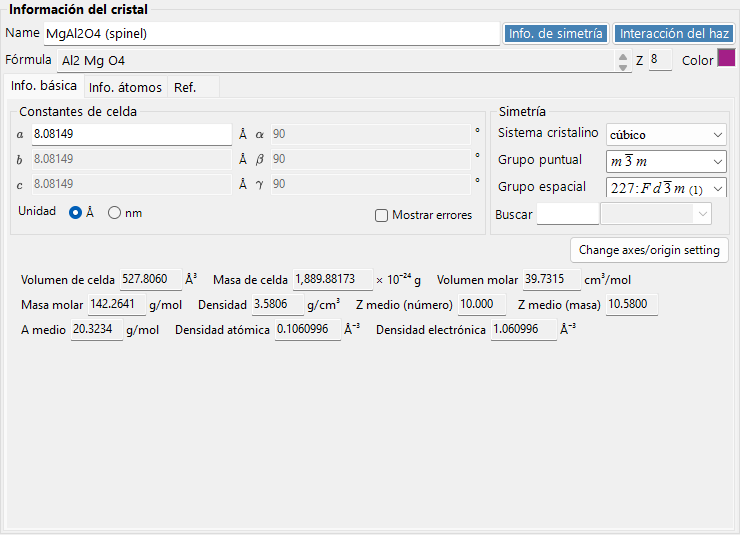 Información del cristal
Name MgAl2O4 (spinel) Info. de simetría Interacción del haz
Fórmula Al2 Mg O4 Z 8 Color
Info. básica Info. átomos Ref.
Constantes de celda Simetría
a 8.08149 Å α 90 ° Sistema cristalino cúbico
b 8.08149 Å β 90 ° Grupo puntual m 3̅ m
c 8.08149 Å γ 90 ° Grupo espacial 227: F d 3̅ m (1)
Unidad Å nm Mostrar errores Buscar
Change axes/origin setting
Volumen de celda 527.8060 Å³ Masa de celda 1,889.88173 × 10⁻²⁴ g Volumen molar 39.7315 cm³/mol
Masa molar 142.2641 g/mol Densidad 3.5806 g/cm³ Z medio (número) 10.000 Z medio (masa) 10.5800
A medio 20.3234 g/mol Densidad atómica 0.1060996 Å⁻³ Densidad electrónica 1.060996 Å⁻³